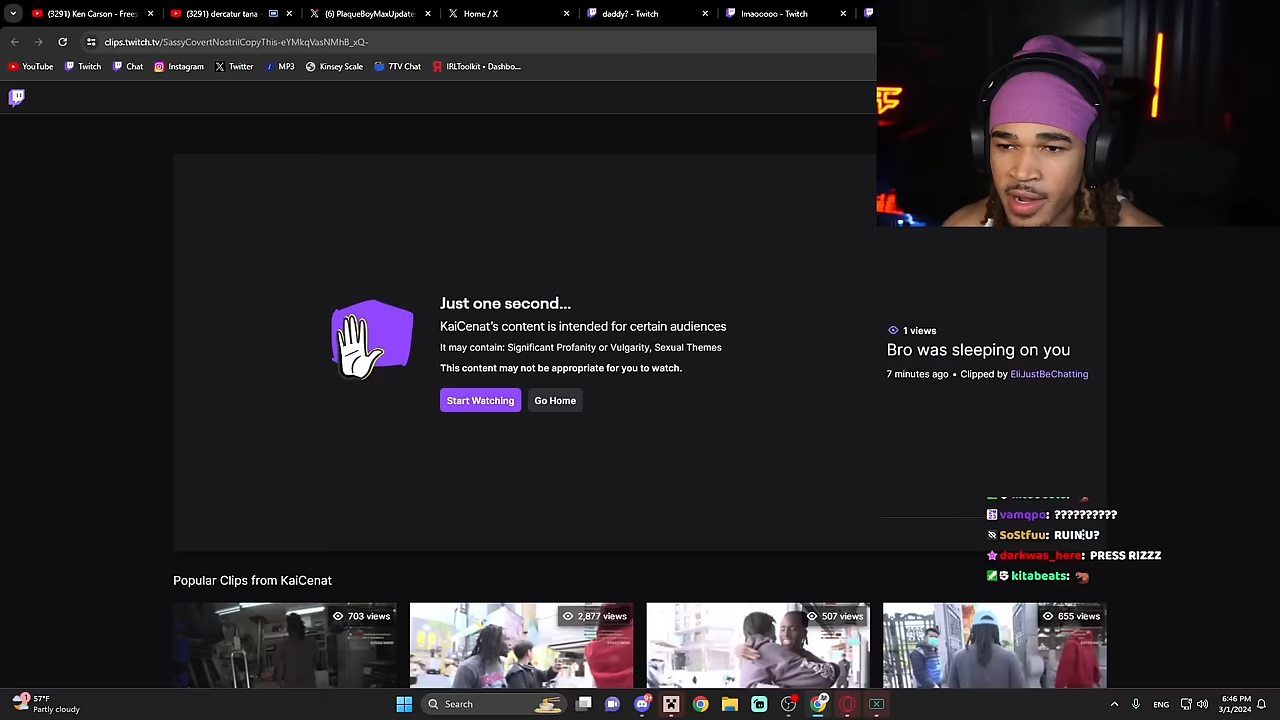 (3291) Ken Carson - Frees
(3291) dercatur tana -
(6) PlaqueBoyMaxUpdate
Home / X
daddy? - Twitch
lmaooooo - Twitch
clips.twitch.tv/SassyCovertNostrilCopyThis-eYMkqVasNMhB_xQ-
YouTube
Twitch
Chat
Instagram
Twitter
MP3
Kinsey Scale
7TV Chat
IRLToolkit • Dashbo...
Just one second...
KaiCenat's content is intended for certain audiences
It may contain: Significant Profanity or Vulgarity, Sexual Themes
This content may not be appropriate for you to watch.
Start Watching
Go Home
1 views
Bro was sleeping on you
7 minutes ago • Clipped by EliJustBeChatting
vamqpo: ??????????
SoStfuu: RUIN U?
darkwas_here: PRESS RIZZZ
kitabeats:
Popular Clips from KaiCenat
703 views
2,877 views
507 views
655 views
57°F
Partly cloudy
Search
ENG
6:46 PM
3/1/2024